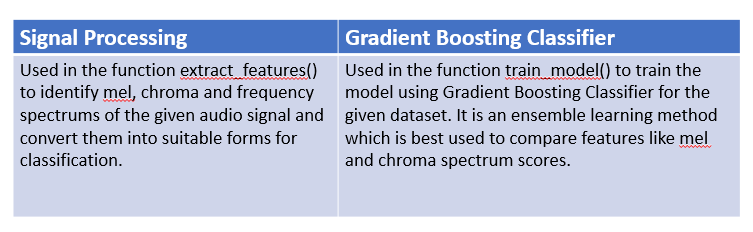 Signal Processing
Gradient Boosting Classifier
Used in the function extract_features()
to identify mel, chroma and frequency
spectrums of the given audio signal and
convert them into suitable forms for
classification.
Used in the function train_model() to train the
model using Gradient Boosting Classifier for the
given dataset. It is an ensemble learning method
which is best used to compare features like mel
and chroma spectrum scores.